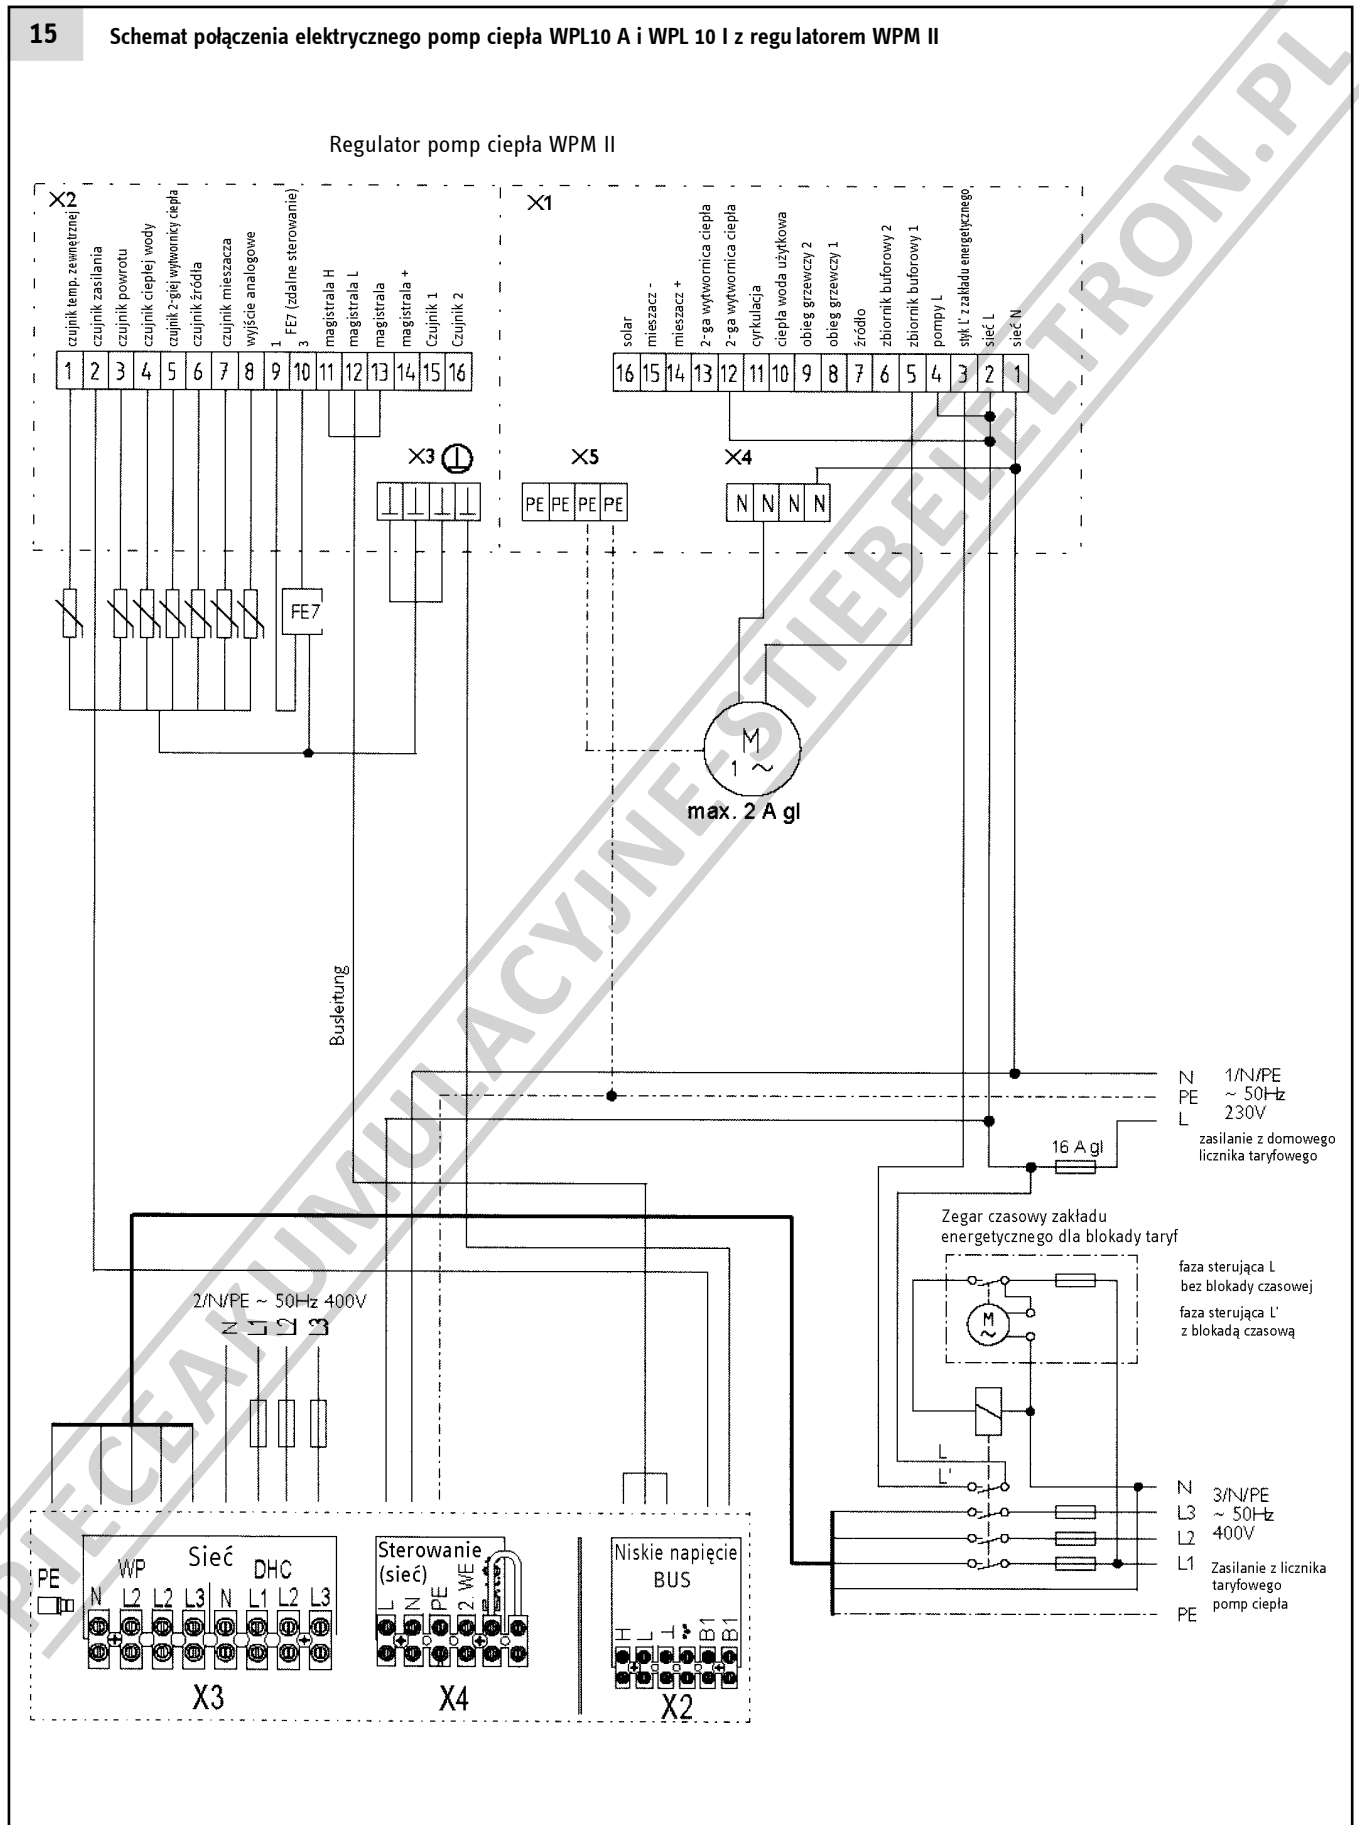 15
Schemat połączenia elektrycznego pomp ciepła WPL10 A i WPL 10 I z regu latorem WPM II
Regulator pomp ciepła WPM II
X2
czujnik temp. zewnętrznej
czujnik zasilania
czujnik powrotu
czujnik ciepłej wody
czujnik 2-giej wytwornicy ciepła
czujnik źródła
czujnik mieszacza
wyjście analogowe
1
FE7 (zdalne sterowanie)
3
magistrala H
magistrala L
magistrala
magistrala +
Czujnik 1
Czujnik 2
1 2 3 4 5 6 7 8 9 10 11 12 13 14 15 16
X1
solar
mieszacz -
mieszacz +
2-ga wytwornica ciepła
2-ga wytwornica ciepła
cyrkulacja
ciepła woda użytkowa
obieg grzewczy 2
obieg grzewczy 1
źródło
zbiornik buforowy 2
zbiornik buforowy 1
pompy L
styk L' z zakładu energetycznego
sieć L
sieć N
16 15 14 13 12 11 10 9 8 7 6 5 4 3 2 1
X3
X5
X4
PE PE PE PE
N N N N
FE7
M
1 ~
max. 2 A gl
Busleitung
N
PE
L
1/N/PE
~ 50Hz
230V
zasilanie z domowego
licznika taryfowego
16 A gl
Zegar czasowy zakładu
energetycznego dla blokady taryf
faza sterująca L
bez blokady czasowej
faza sterująca L'
z blokadą czasową
M
~
L
L'
N
L3
L2
L1
PE
3/N/PE
~ 50Hz
400V
Zasilanie z licznika
taryfowego
pomp ciepła
2/N/PE ~ 50Hz 400V
N L1 L2 L3
PE
WP
Sieć
DHC
N L2 L2 L3 N L1 L2 L3
X3
Sterowanie
(sieć)
L N PE 2. WE
X4
Niskie napięcie
BUS
H L ⊥ B1 B1
X2
PIECEAKUMULACYJNE-STIEBELELTRON.PL